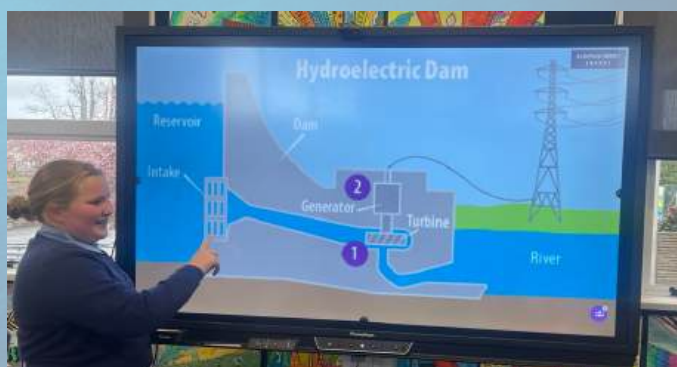 Hydroelectric Dam
Reservoir
Dam
Intake
2
Generator
Turbine
1
River